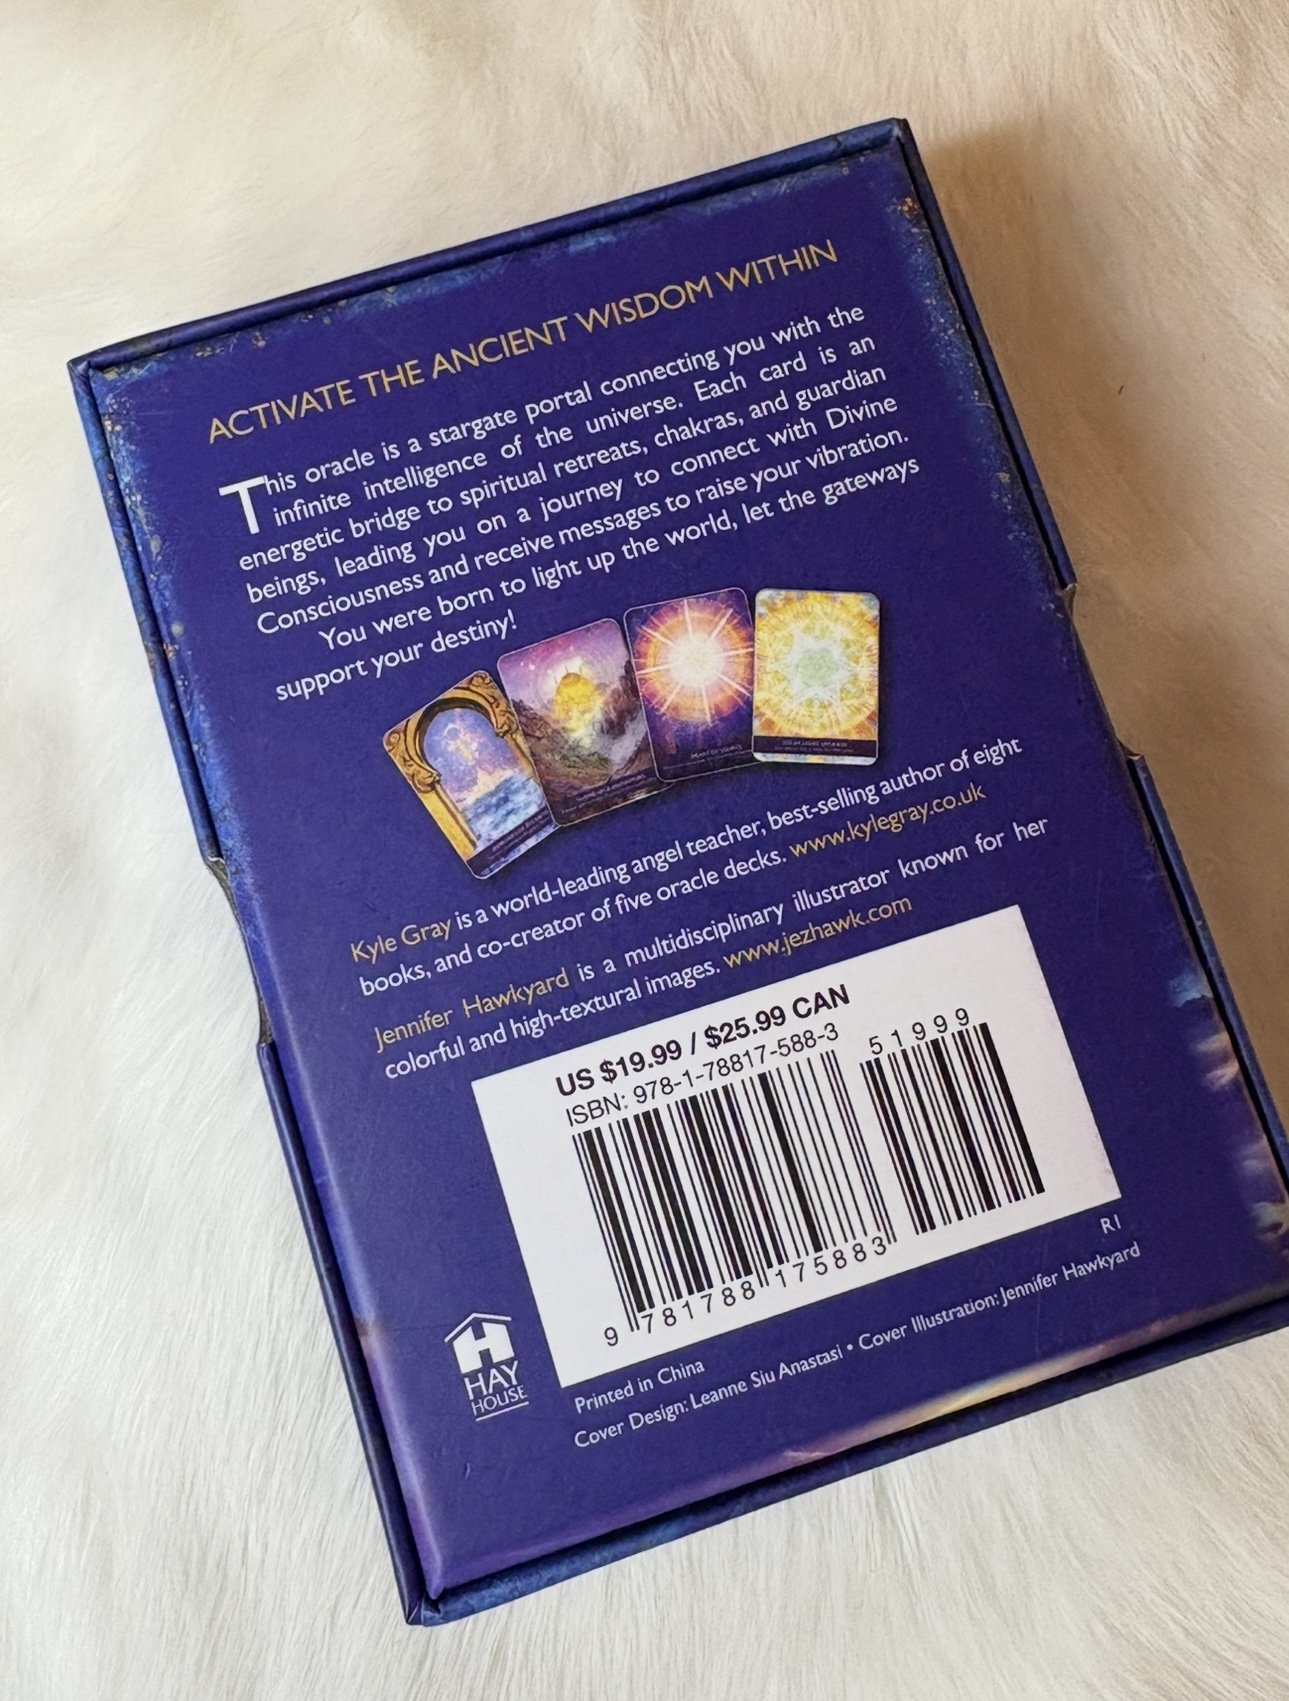 ACTIVATE THE ANCIENT WISDOM WITHIN
This oracle is a stargate portal connecting you with the
infinite intelligence of the universe. Each card is an
energetic bridge to spiritual retreats, chakras, and guardian
beings, leading you on a journey to connect with Divine
Consciousness and receive messages to raise your vibration.
You were born to light up the world, let the gateways
support your destiny!
Kyle Gray is a world-leading angel teacher, best-selling author of eight
books, and co-creator of five oracle decks. www.kylegray.co.uk
Jennifer Hawkyard is a multidisciplinary illustrator known for her
colorful and high-textural images. www.jezhawk.com
US $19.99 / $25.99 CAN
ISBN: 978-1-78817-588-3
51999
9 781788 175883
R1
HAY
HOUSE
Printed in China
Cover Design: Leanne Siu Anastasi • Cover Illustration: Jennifer Hawkyard